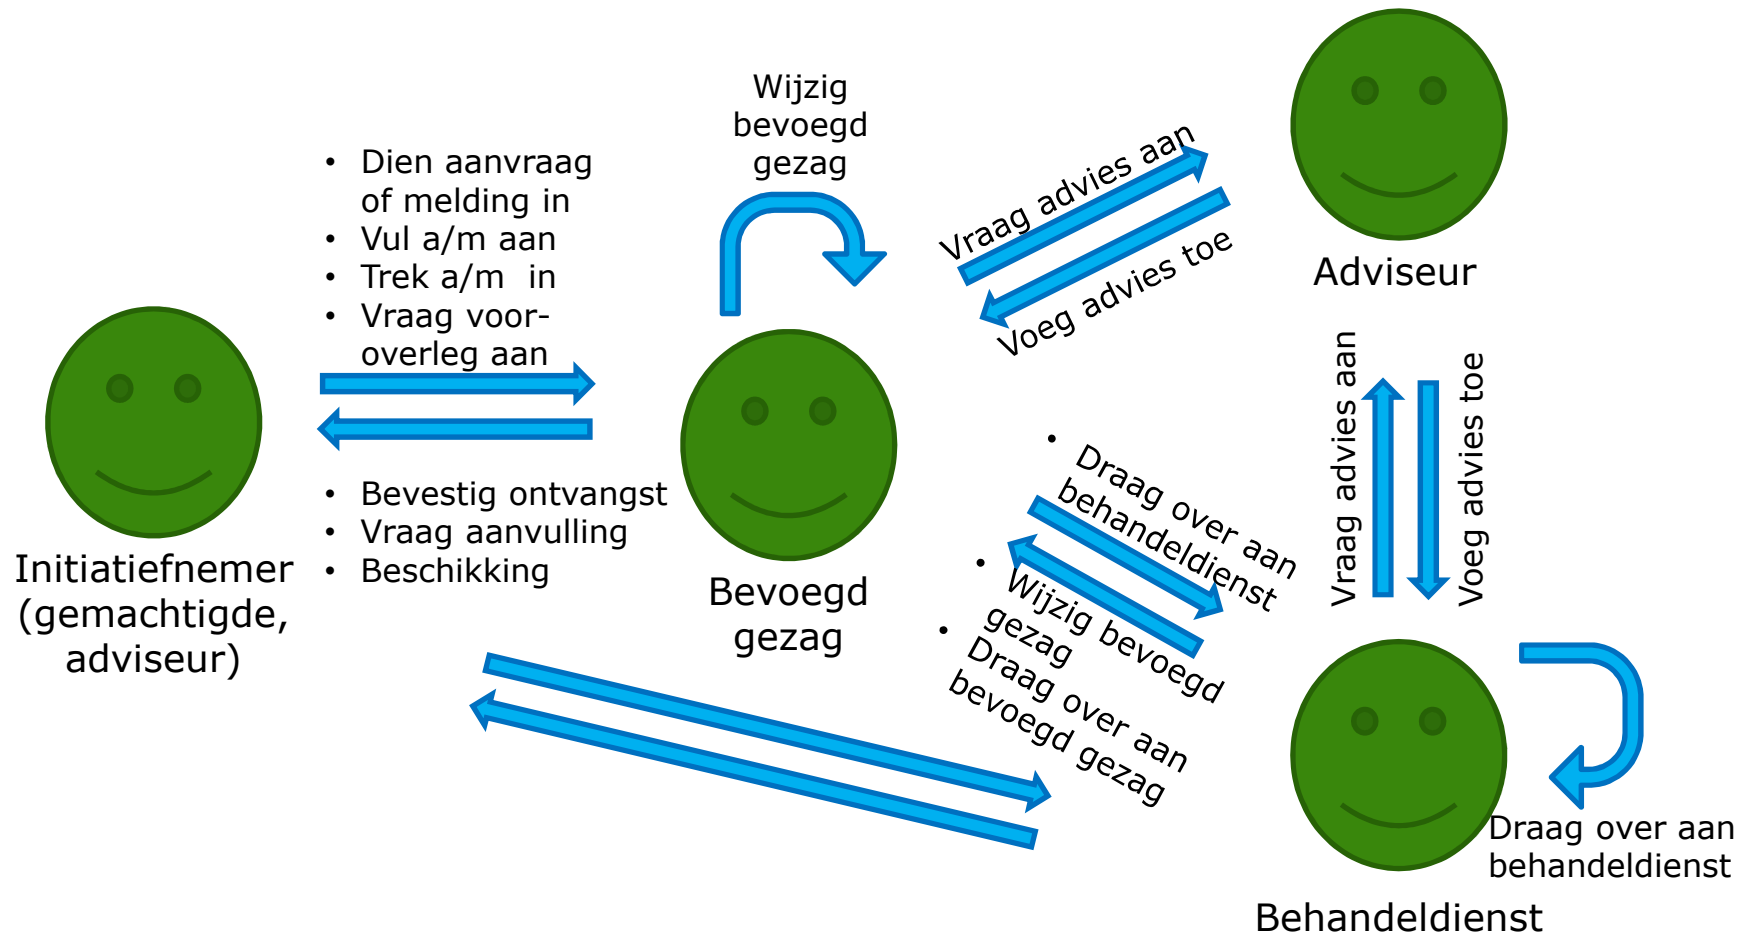 Wijzig
bevoegd
gezag
• Dien aanvraag
of melding in
• Vul a/m aan
• Trek a/m  in
• Vraag voor-
overleg aan
• Bevestig ontvangst
• Vraag aanvulling
• Beschikking
Initiatiefnemer
(gemachtigde,
adviseur)
Bevoegd
gezag
Vraag advies aan
Voeg advies toe
Adviseur
Vraag advies aan
Voeg advies toe
• Draag over aan
behandeldienst
• Wijzig bevoegd
gezag
• Draag over aan
bevoegd gezag
Draag over aan
behandeldienst
Behandeldienst